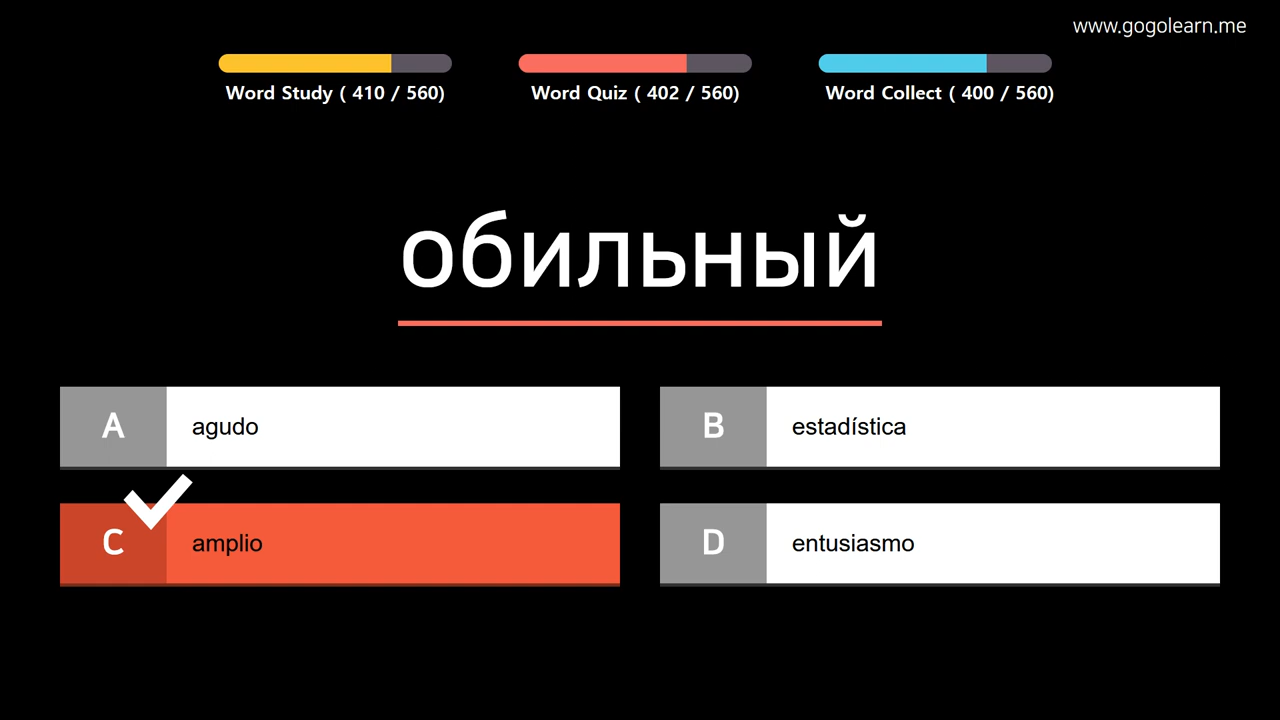 www.gogolearn.me
Word Study ( 410 / 560)
Word Quiz ( 402 / 560)
Word Collect ( 400 / 560)
обильный
A agudo
B estadística
C amplio
D entusiasmo